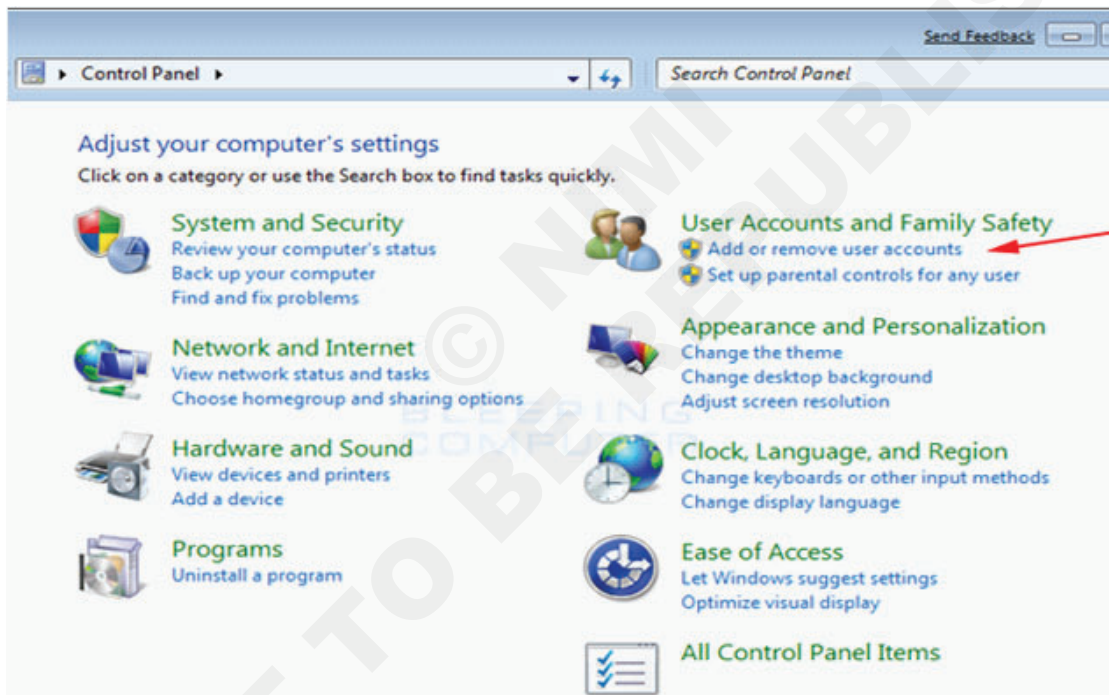 Send Feedback
Control Panel
Search Control Panel
Adjust your computer's settings
Click on a category or use the Search box to find tasks quickly.
System and Security
Review your computer's status
Back up your computer
Find and fix problems
Network and Internet
View network status and tasks
Choose homegroup and sharing options
Hardware and Sound
View devices and printers
Add a device
Programs
Uninstall a program
User Accounts and Family Safety
Add or remove user accounts
Set up parental controls for any user
Appearance and Personalization
Change the theme
Change desktop background
Adjust screen resolution
Clock, Language, and Region
Change keyboards or other input methods
Change display language
Ease of Access
Let Windows suggest settings
Optimize visual display
All Control Panel Items
BLEEPING
COMPUTER
© NIMI
TO BE REPUBLIS